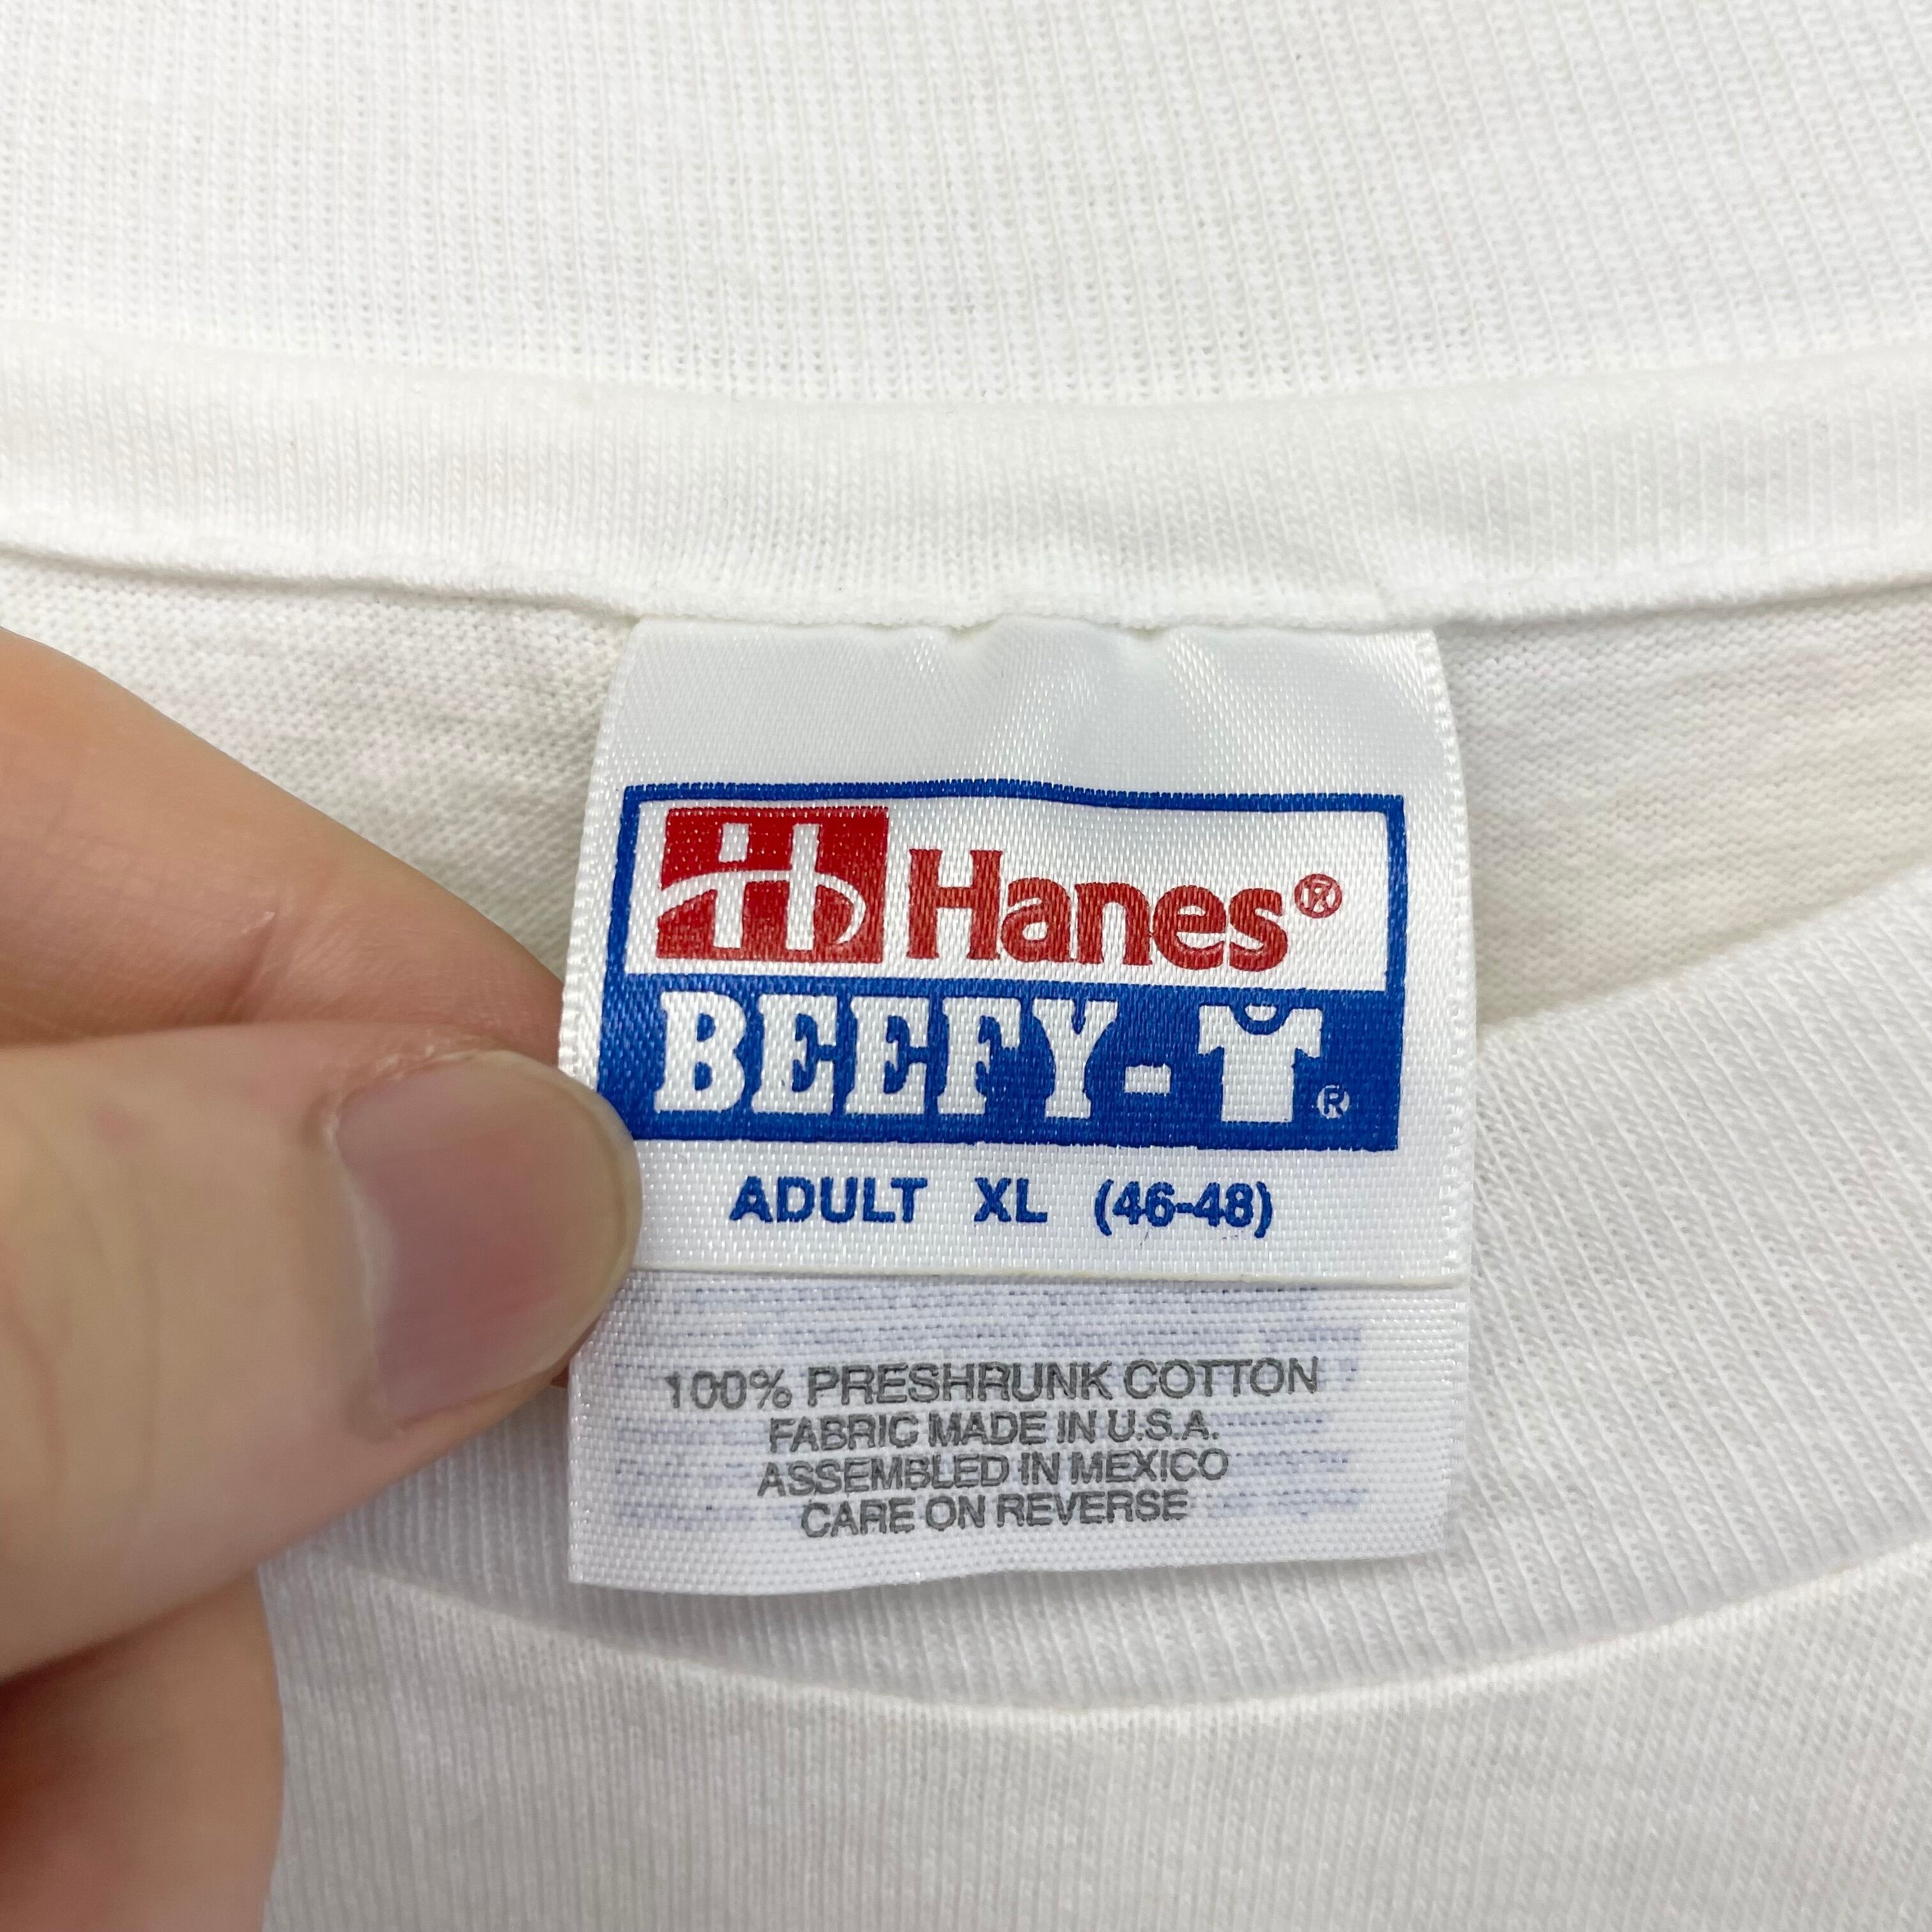 H Hanes®
BEEFY-T®
ADULT XL (46-48)
100% PRESHRUNK COTTON
FABRIC MADE IN U.S.A.
ASSEMBLED IN MEXICO
CARE ON REVERSE